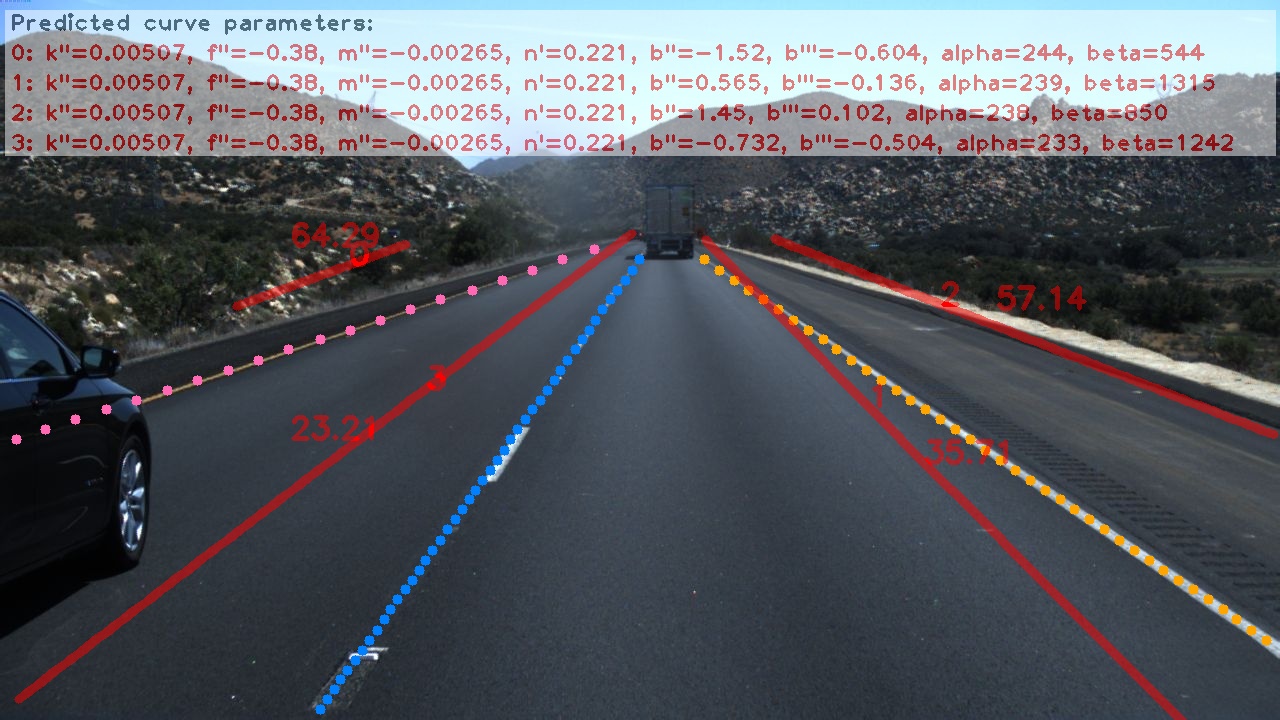 Predicted curve parameters:
0: k''=0.00507, f''=-0.38, m''=-0.00265, n'=0.221, b''=-1.52, b'''=-0.604, alpha=244, beta=544
1: k''=0.00507, f''=-0.38, m''=-0.00265, n'=0.221, b''=0.565, b'''=-0.136, alpha=239, beta=1315
2: k''=0.00507, f''=-0.38, m''=-0.00265, n'=0.221, b''=1.45, b'''=0.102, alpha=238, beta=850
3: k''=0.00507, f''=-0.38, m''=-0.00265, n'=0.221, b''=-0.732, b'''=-0.504, alpha=233, beta=1242
64.29
0
2 57.14
3
1
23.21
35.71